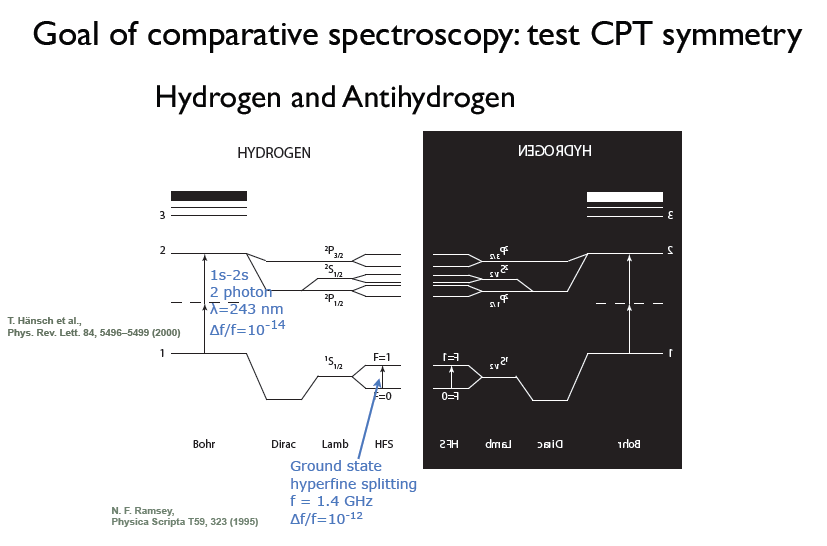 Goal of comparative spectroscopy: test CPT symmetry
Hydrogen and Antihydrogen
HYDROGEN
3
2
1s-2s
2 photon
λ=243 nm
Δf/f=10-14
T. Hänsch et al.,
Phys. Rev. Lett. 84, 5496–5499 (2000)
1
2P3/2
2S1/2
2P1/2
1S1/2
F=1
F=0
Bohr Dirac Lamb HFS
Ground state
hyperfine splitting
f = 1.4 GHz
Δf/f=10-12
N. F. Ramsey,
Physica Scripta T59, 323 (1995)
HYDROGEN
3
2
2P3/2
2S1/2
2P1/2
1
F=1
1S1/2
F=0
HFS Lamb Dirac Bohr